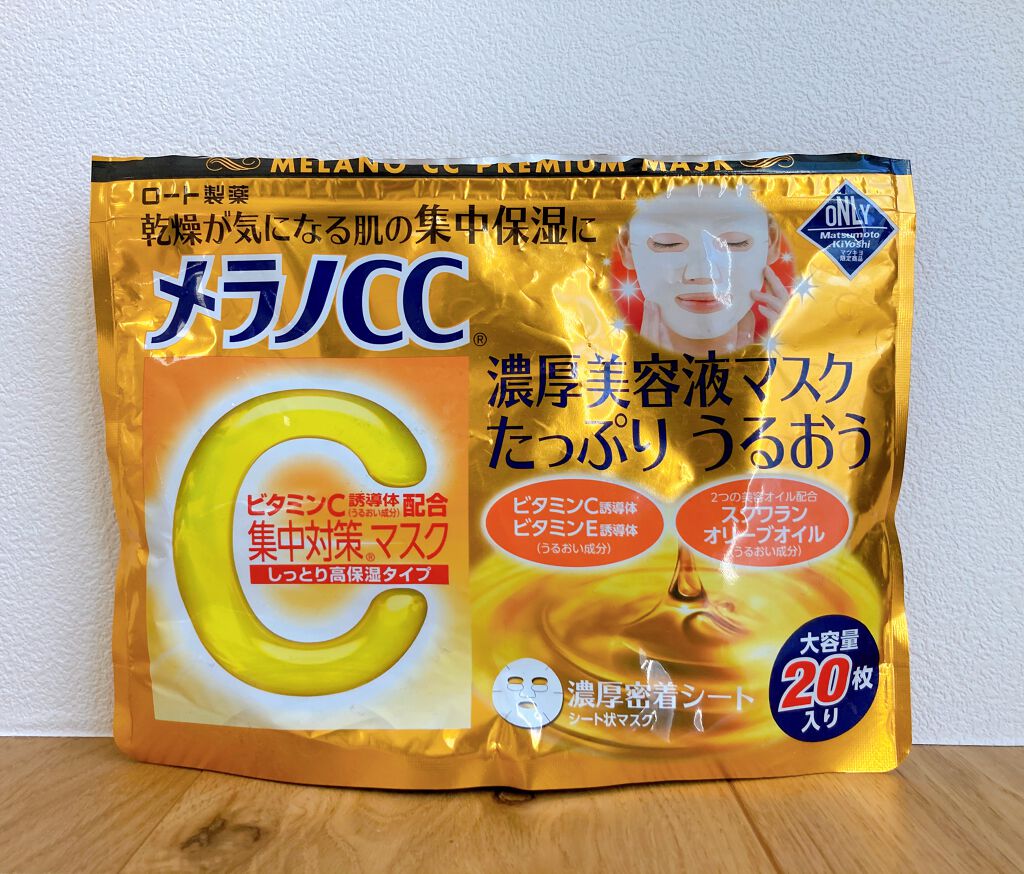 MELANO CC PREMIUM MASK
ロート製薬
乾燥が気になる肌の集中保湿に
メラノCC®
ONLY
Matsumoto
KiYoshi
マツキヨ
限定商品
濃厚美容液マスク
たっぷり うるおう
ビタミンC誘導体(うるおい成分)配合
集中対策®マスク
しっとり高保湿タイプ
ビタミンC誘導体
ビタミンE誘導体
(うるおい成分)
2つの美容オイル配合
スクワラン
オリーブオイル
(うるおい成分)
濃厚密着シート
シート状マスク
大容量
20枚
入り